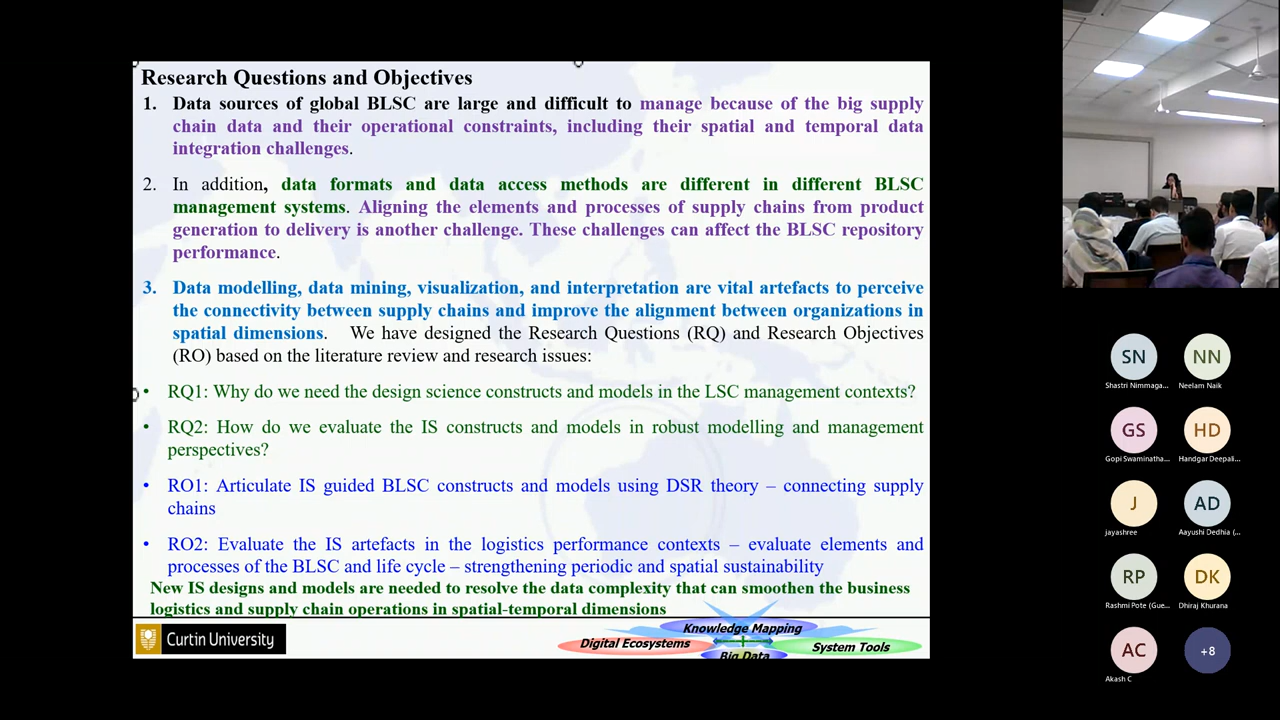 Research Questions and Objectives
1. Data sources of global BLSC are large and difficult to manage because of the big supply
chain data and their operational constraints, including their spatial and temporal data
integration challenges.
2. In addition, data formats and data access methods are different in different BLSC
management systems. Aligning the elements and processes of supply chains from product
generation to delivery is another challenge. These challenges can affect the BLSC repository
performance.
3. Data modelling, data mining, visualization, and interpretation are vital artefacts to perceive
the connectivity between supply chains and improve the alignment between organizations in
spatial dimensions. We have designed the Research Questions (RQ) and Research Objectives
(RO) based on the literature review and research issues:
• RQ1: Why do we need the design science constructs and models in the LSC management contexts?
• RQ2: How do we evaluate the IS constructs and models in robust modelling and management
perspectives?
• RO1: Articulate IS guided BLSC constructs and models using DSR theory – connecting supply
chains
• RO2: Evaluate the IS artefacts in the logistics performance contexts – evaluate elements and
processes of the BLSC and life cycle – strengthening periodic and spatial sustainability
New IS designs and models are needed to resolve the data complexity that can smoothen the business
logistics and supply chain operations in spatial-temporal dimensions
Curtin University
Knowledge Mapping
Digital Ecosystems
System Tools
Big Data
SN NN
Shastri Nimmaga... Neelam Naik
GS HD
Gopi Swaminatha... Handgar Deepali...
J AD
jayashree Aayushi Dedhia (...
RP DK
Rashmi Pote (Gue... Dhiraj Khurana
AC +8
Akash C